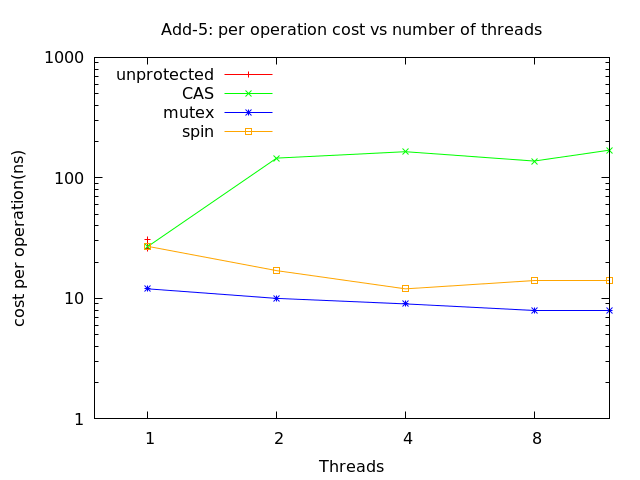 Add-5: per operation cost vs number of threads
1000
100
10
1
cost per operation(ns)
unprotected
CAS
mutex
spin
1 2 4 8
Threads